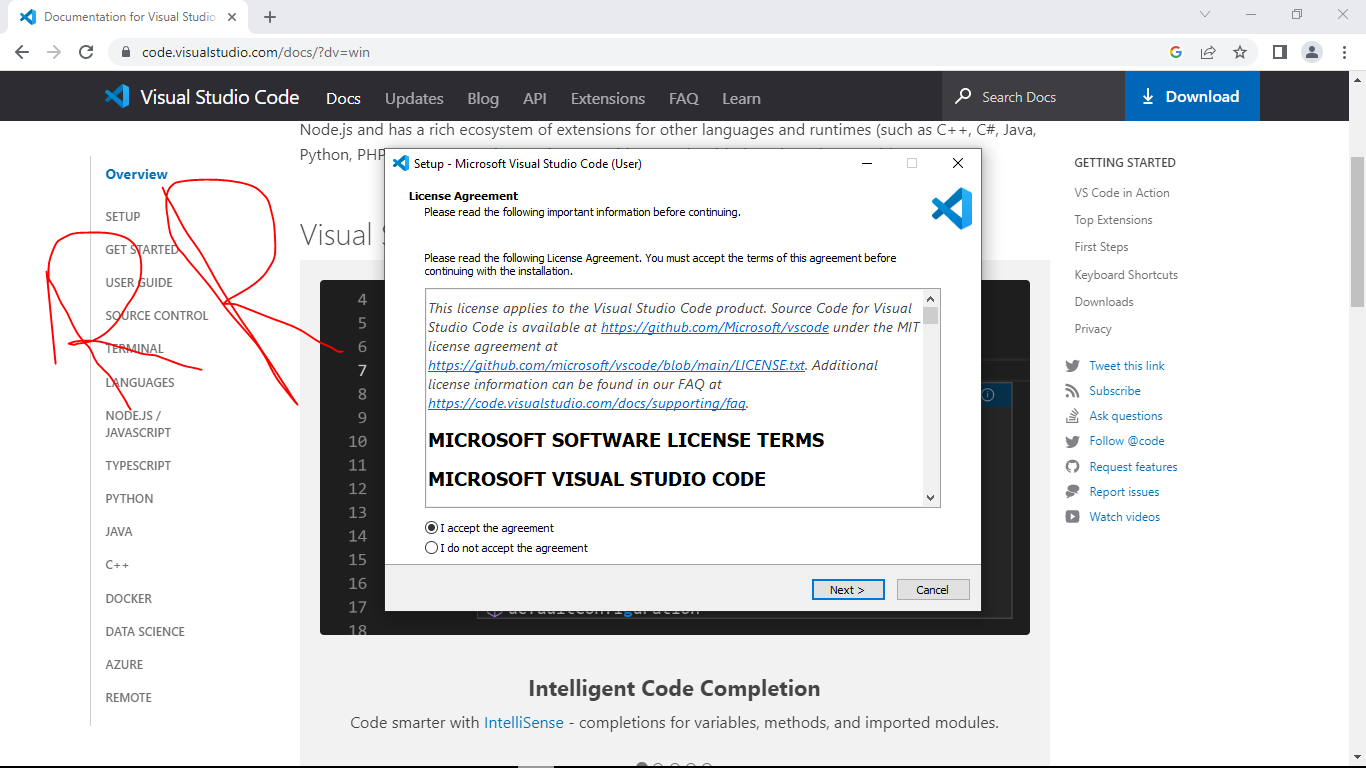 Documentation for Visual Studio
code.visualstudio.com/docs/?dv=win
Visual Studio Code
Docs
Updates
Blog
API
Extensions
FAQ
Learn
Search Docs
Download
Node.js and has a rich ecosystem of extensions for other languages and runtimes (such as C++, C#, Java,
Python, PHP
Overview
SETUP
GET STARTED
USER GUIDE
SOURCE CONTROL
TERMINAL
LANGUAGES
NODE.JS /
JAVASCRIPT
TYPESCRIPT
PYTHON
JAVA
C++
DOCKER
DATA SCIENCE
AZURE
REMOTE
R R
Visual S
4
5
6
7
8
9
10
11
12
13
14
15
16
17
18
Setup - Microsoft Visual Studio Code (User)
License Agreement
Please read the following important information before continuing.
Please read the following License Agreement. You must accept the terms of this agreement before
continuing with the installation.
This license applies to the Visual Studio Code product. Source Code for Visual
Studio Code is available at https://github.com/Microsoft/vscode under the MIT
license agreement at
https://github.com/microsoft/vscode/blob/main/LICENSE.txt. Additional
license information can be found in our FAQ at
https://code.visualstudio.com/docs/supporting/faq.
MICROSOFT SOFTWARE LICENSE TERMS
MICROSOFT VISUAL STUDIO CODE
I accept the agreement
I do not accept the agreement
Next >
Cancel
defaultConfiguration
Intelligent Code Completion
Code smarter with IntelliSense - completions for variables, methods, and imported modules.
GETTING STARTED
VS Code in Action
Top Extensions
First Steps
Keyboard Shortcuts
Downloads
Privacy
Tweet this link
Subscribe
Ask questions
Follow @code
Request features
Report issues
Watch videos